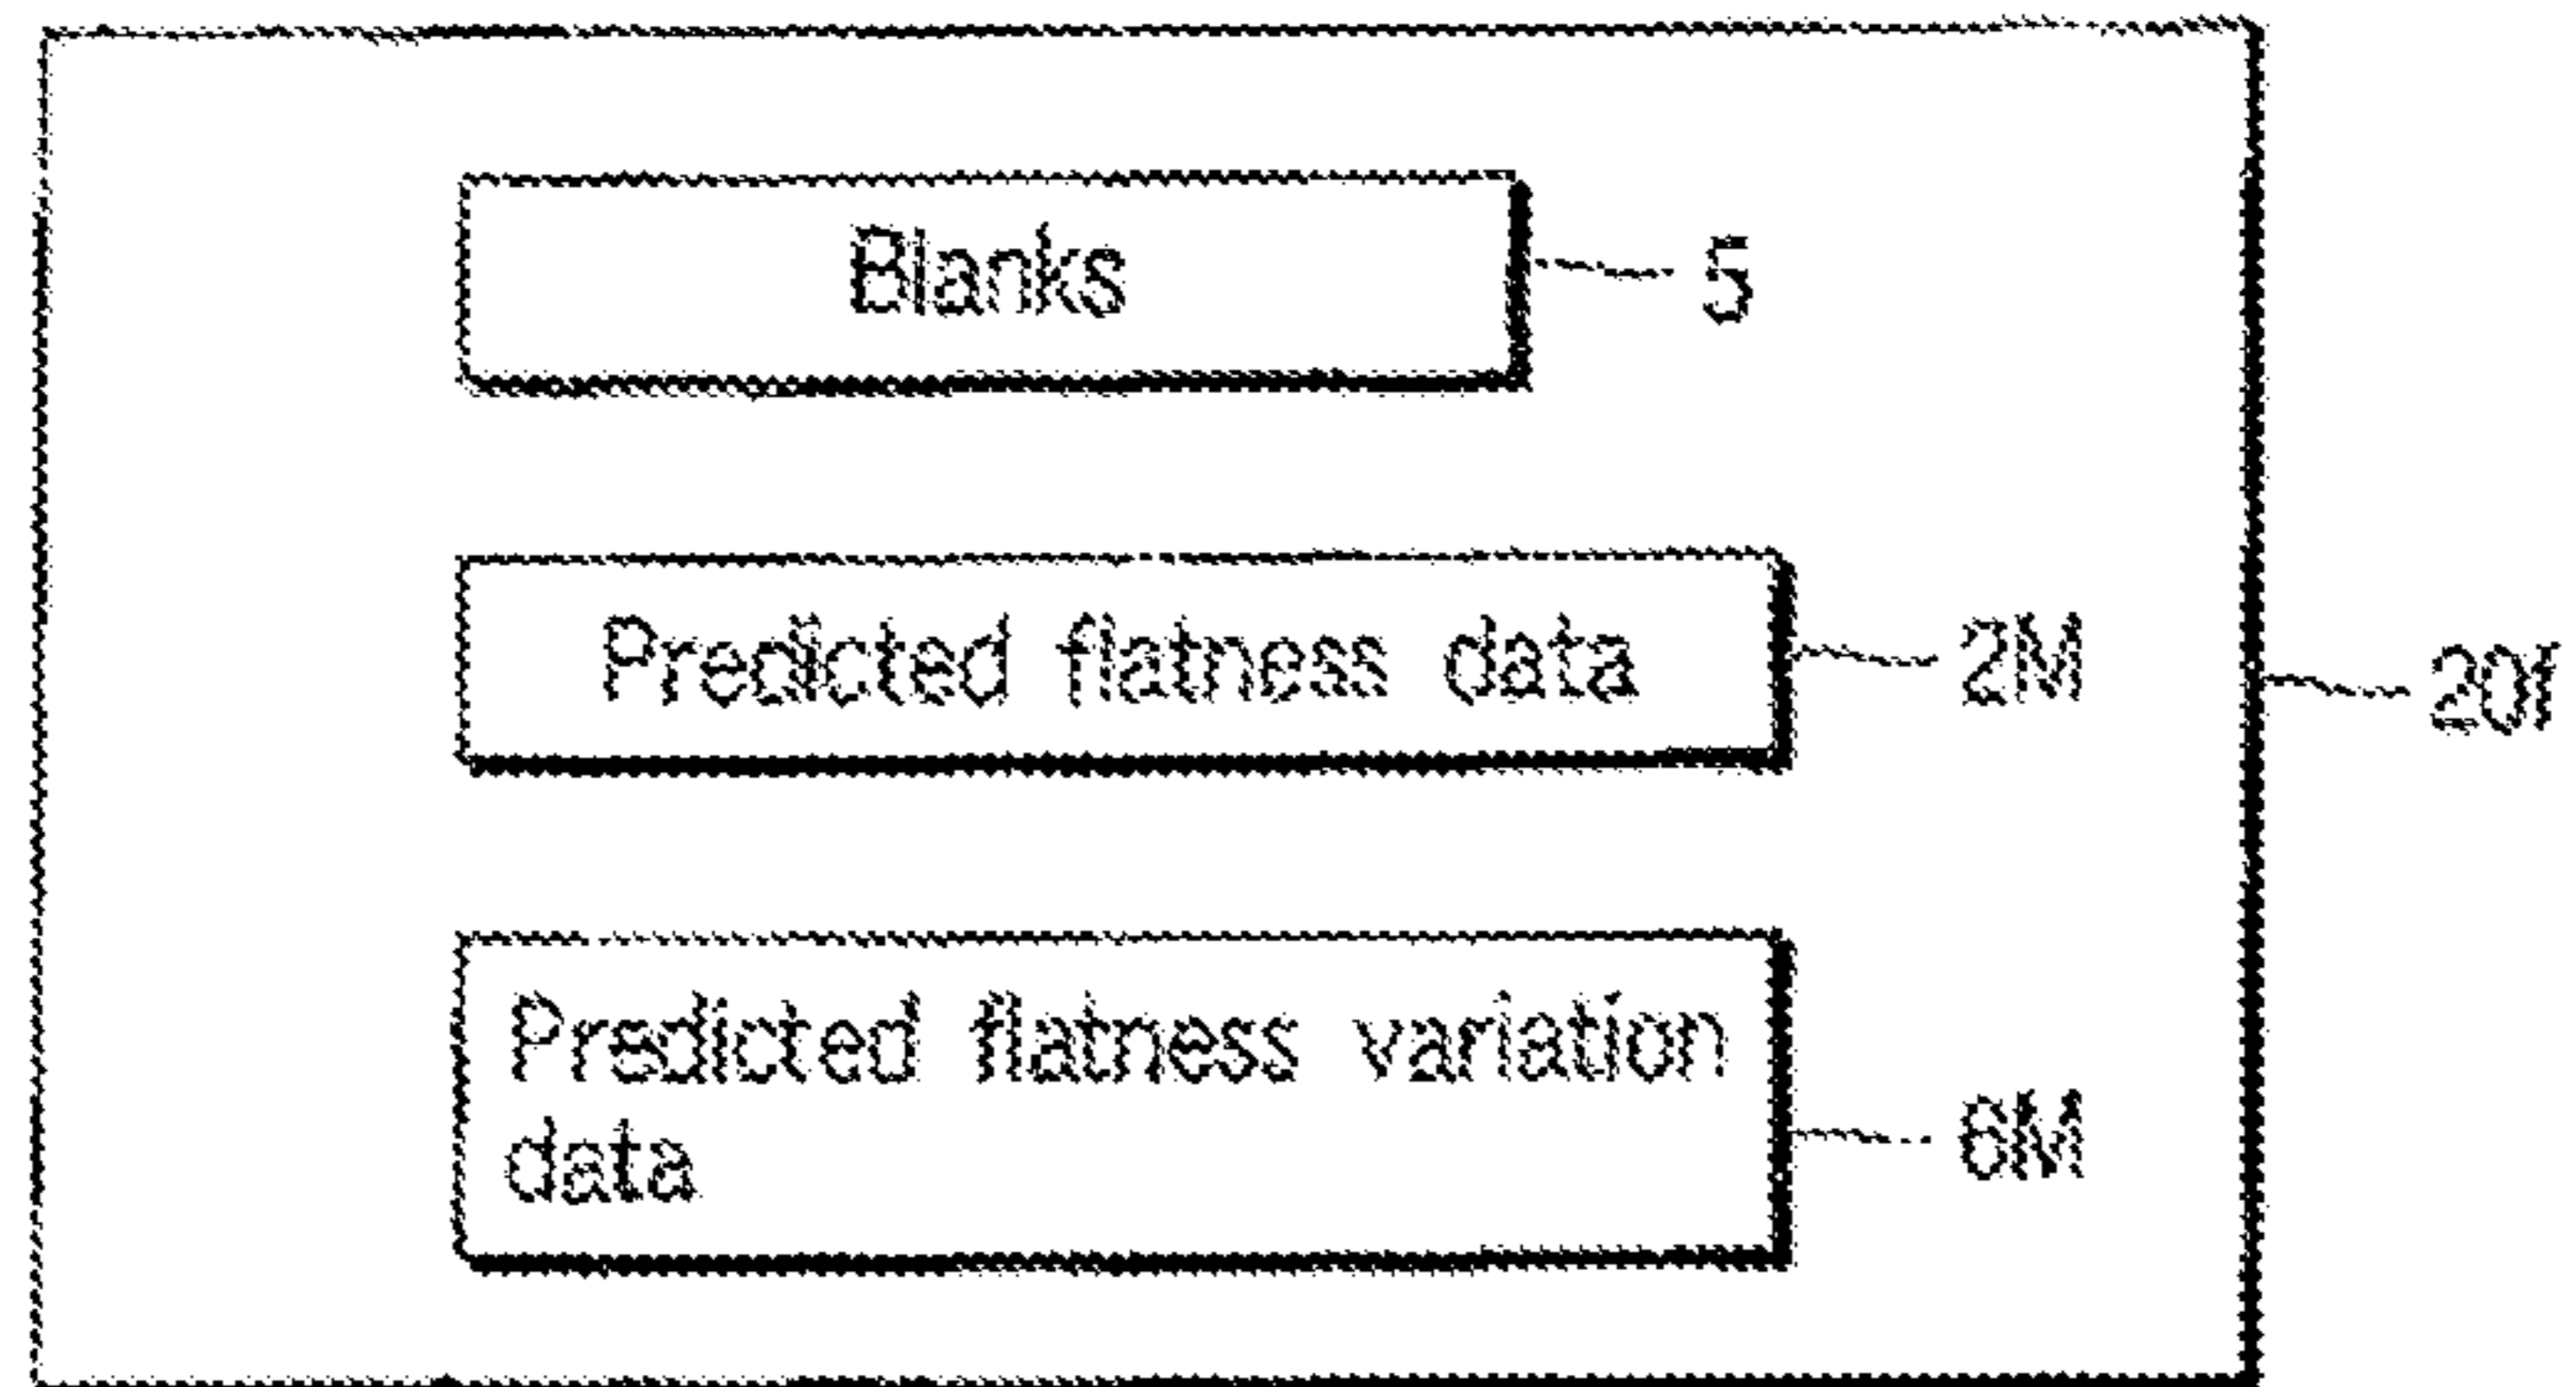 Blanks 5
Predicted flatness data 2M
20f
Predicted flatness variation
data
6M